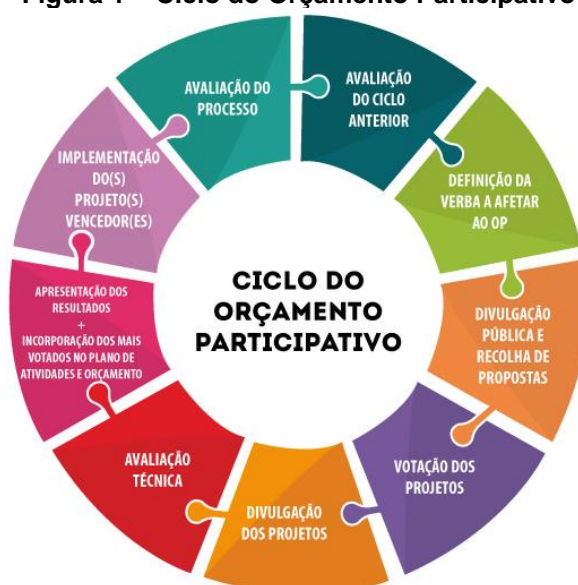 CICLO DO
ORÇAMENTO
PARTICIPATIVO
AVALIAÇÃO
DO CICLO
ANTERIOR
DEFINIÇÃO DA
VERBA A AFETAR
AO OP
DIVULGAÇÃO
PÚBLICA E
RECOLHA DE
PROPOSTAS
VOTAÇÃO DOS
PROJETOS
DIVULGAÇÃO
DOS PROJETOS
AVALIAÇÃO
TÉCNICA
APRESENTAÇÃO DOS
RESULTADOS
+
INCORPORAÇÃO DOS MAIS
VOTADOS NO PLANO DE
ATIVIDADES E ORÇAMENTO
IMPLEMENTAÇÃO
DO(S)
PROJETO(S)
VENCEDOR(ES)
AVALIAÇÃO DO
PROCESSO